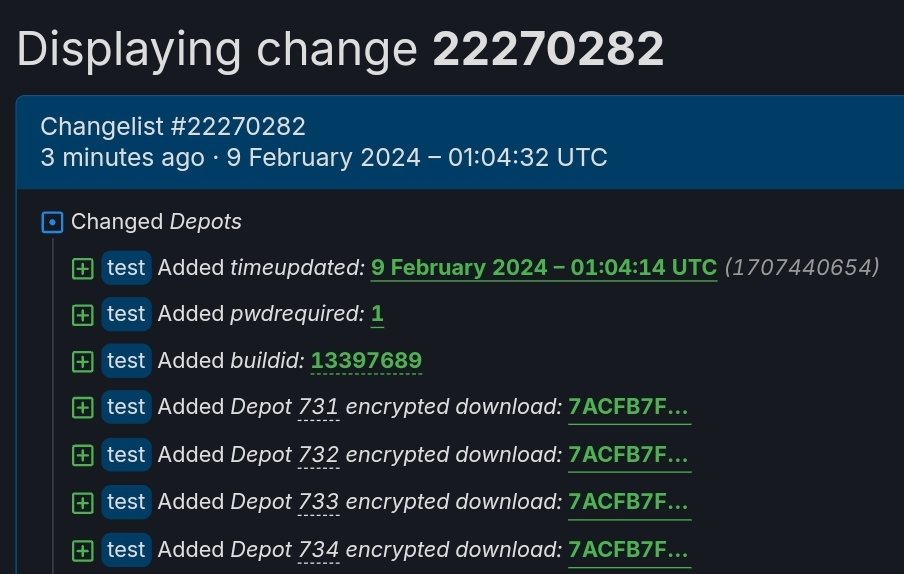 Displaying change 22270282
Changelist #22270282
3 minutes ago · 9 February 2024 – 01:04:32 UTC
Changed Depots
test Added timeupdated: 9 February 2024 – 01:04:14 UTC (1707440654)
test Added pwdrequired: 1
test Added buildid: 13397689
test Added Depot 731 encrypted download: 7ACFB7F…
test Added Depot 732 encrypted download: 7ACFB7F…
test Added Depot 733 encrypted download: 7ACFB7F…
test Added Depot 734 encrypted download: 7ACFB7F…